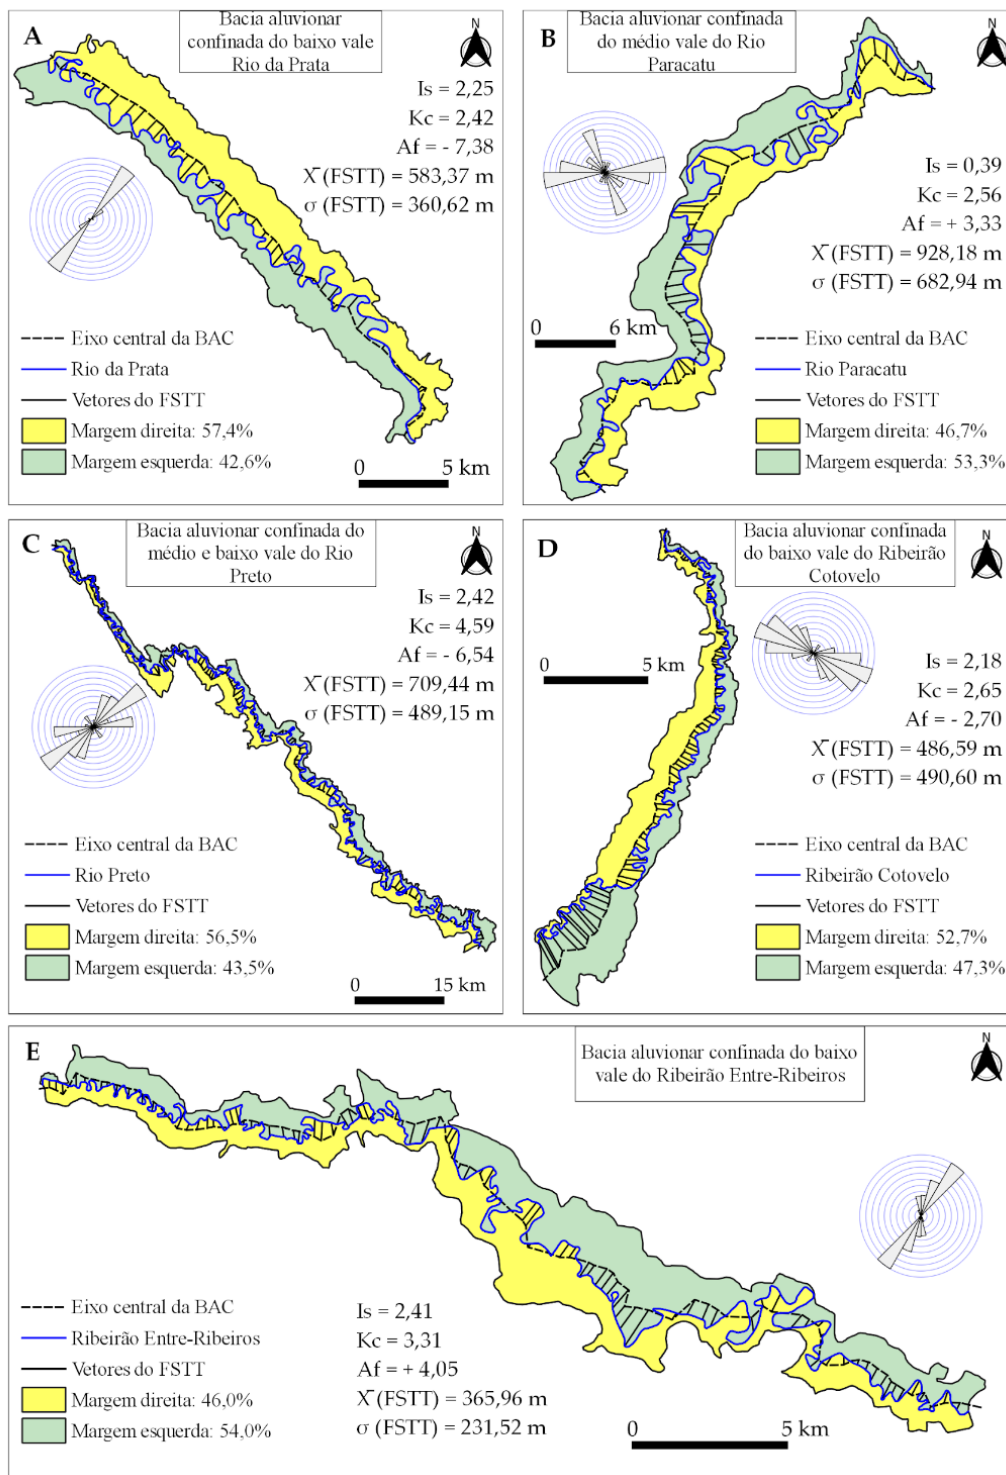 A
Bacia aluvionar
confinada do baixo vale
Rio da Prata
N
Is = 2,25
Kc = 2,42
Af = - 7,38
X̄ (FSTT) = 583,37 m
σ (FSTT) = 360,62 m
Eixo central da BAC
Rio da Prata
Vetores do FSTT
Margem direita: 57,4%
Margem esquerda: 42,6%
0 5 km
B
Bacia aluvionar confinada
do médio vale do Rio
Paracatu
N
Is = 0,39
Kc = 2,56
Af = + 3,33
X̄ (FSTT) = 928,18 m
σ (FSTT) = 682,94 m
0 6 km
Eixo central da BAC
Rio Paracatu
Vetores do FSTT
Margem direita: 46,7%
Margem esquerda: 53,3%
C
Bacia aluvionar confinada do
médio e baixo vale do Rio
Preto
N
Is = 2,42
Kc = 4,59
Af = - 6,54
X̄ (FSTT) = 709,44 m
σ (FSTT) = 489,15 m
Eixo central da BAC
Rio Preto
Vetores do FSTT
Margem direita: 56,5%
Margem esquerda: 43,5%
0 15 km
D
Bacia aluvionar confinada
do baixo vale do Ribeirão
Cotovelo
N
0 5 km
Is = 2,18
Kc = 2,65
Af = - 2,70
X̄ (FSTT) = 486,59 m
σ (FSTT) = 490,60 m
Eixo central da BAC
Ribeirão Cotovelo
Vetores do FSTT
Margem direita: 52,7%
Margem esquerda: 47,3%
E
Bacia aluvionar confinada do baixo
vale do Ribeirão Entre-Ribeiros
N
Eixo central da BAC
Ribeirão Entre-Ribeiros
Vetores do FSTT
Margem direita: 46,0%
Margem esquerda: 54,0%
Is = 2,41
Kc = 3,31
Af = + 4,05
X̄ (FSTT) = 365,96 m
σ (FSTT) = 231,52 m
0 5 km